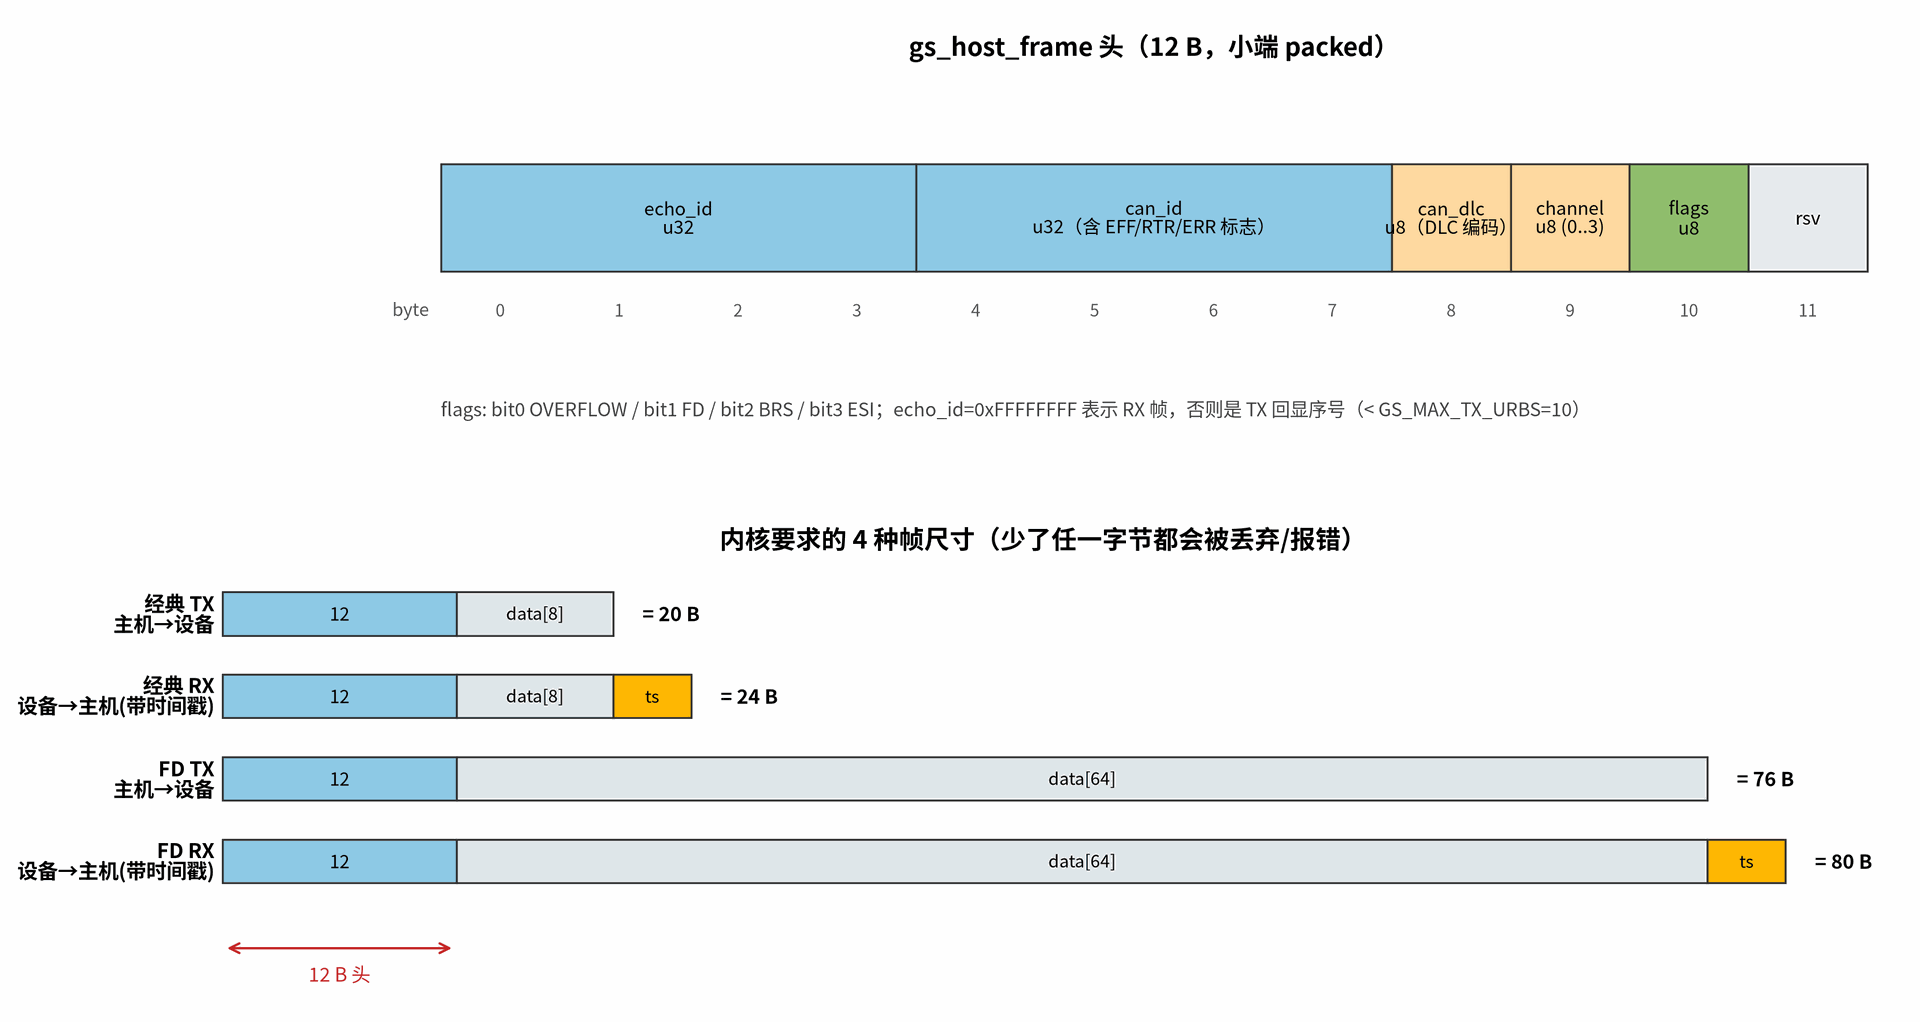 gs_host_frame 头（12 B，小端 packed）
echo_id
u32
can_id
u32（含 EFF/RTR/ERR 标志）
can_dlc
u8（DLC 编码）
channel
u8 (0..3)
flags
u8
rsv
byte 0 1 2 3 4 5 6 7 8 9 10 11
flags: bit0 OVERFLOW / bit1 FD / bit2 BRS / bit3 ESI；echo_id=0xFFFFFFFF 表示 RX 帧，否则是 TX 回显序号（< GS_MAX_TX_URBS=10）
内核要求的 4 种帧尺寸（少了任一字节都会被丢弃/报错）
经典 TX
主机→设备
12 data[8] = 20 B
经典 RX
设备→主机(带时间戳)
12 data[8] ts = 24 B
FD TX
主机→设备
12 data[64] = 76 B
FD RX
设备→主机(带时间戳)
12 data[64] ts = 80 B
12 B 头